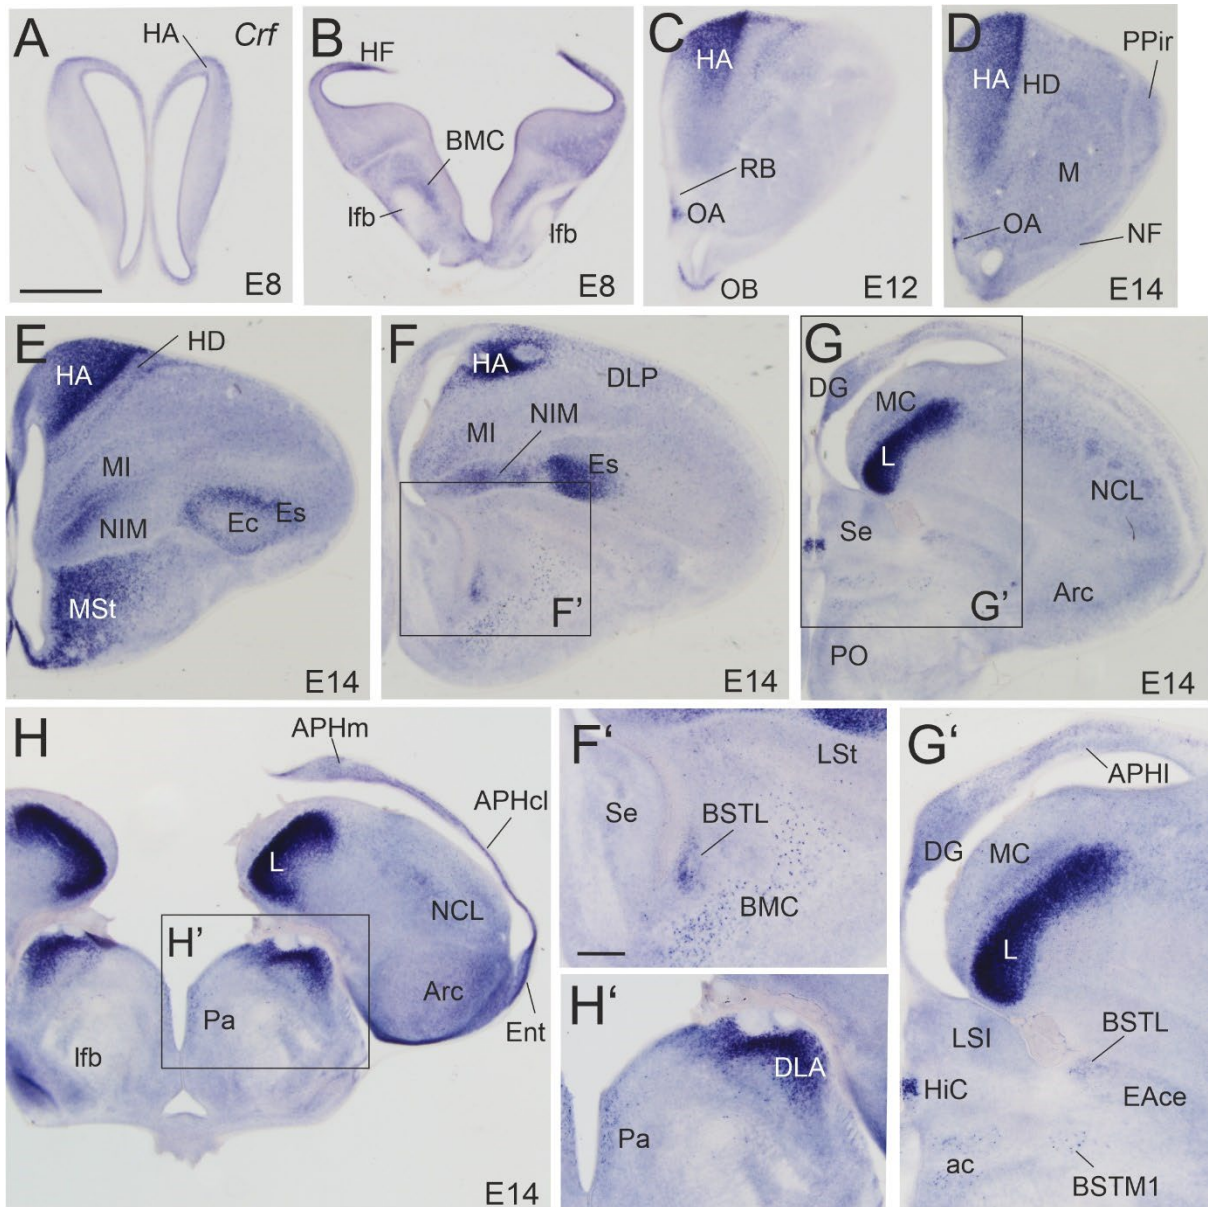 A
HA
Crf
E8
B
HF
BMC
lfb
lfb
E8
C
HA
RB
OA
OB
E12
D
PPir
HA
HD
M
OA
NF
E14
E
HD
HA
MI
NIM
Ec
Es
MSt
E14
F
HA
DLP
NIM
MI
Es
F'
E14
G
DG
MC
L
NCL
Se
Arc
G'
PO
E14
H
APHm
APHcl
L
NCL
H'
Arc
Pa
lfb
Ent
E14
F‘
LSt
Se
BSTL
BMC
H‘
DLA
Pa
G‘
APHl
DG
MC
L
LSI
BSTL
HiC
EAce
ac
BSTM1